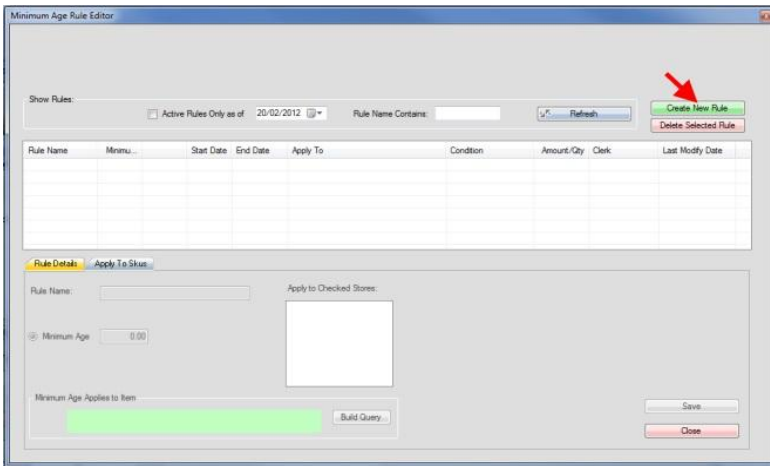 Minimum Age Rule Editor
Show Rules:
Active Rules Only as of 20/02/2012 Rule Name Contains: Refresh
Create New Rule
Delete Selected Rule
Rule Name Minimu... Start Date End Date Apply To Condition Amount/Qty Clerk Last Modify Date
Rule Details Apply To Skus
Rule Name:
Apply to Checked Stores:
Minimum Age 0.00
Minimum Age Applies to Item
Build Query...
Save
Close